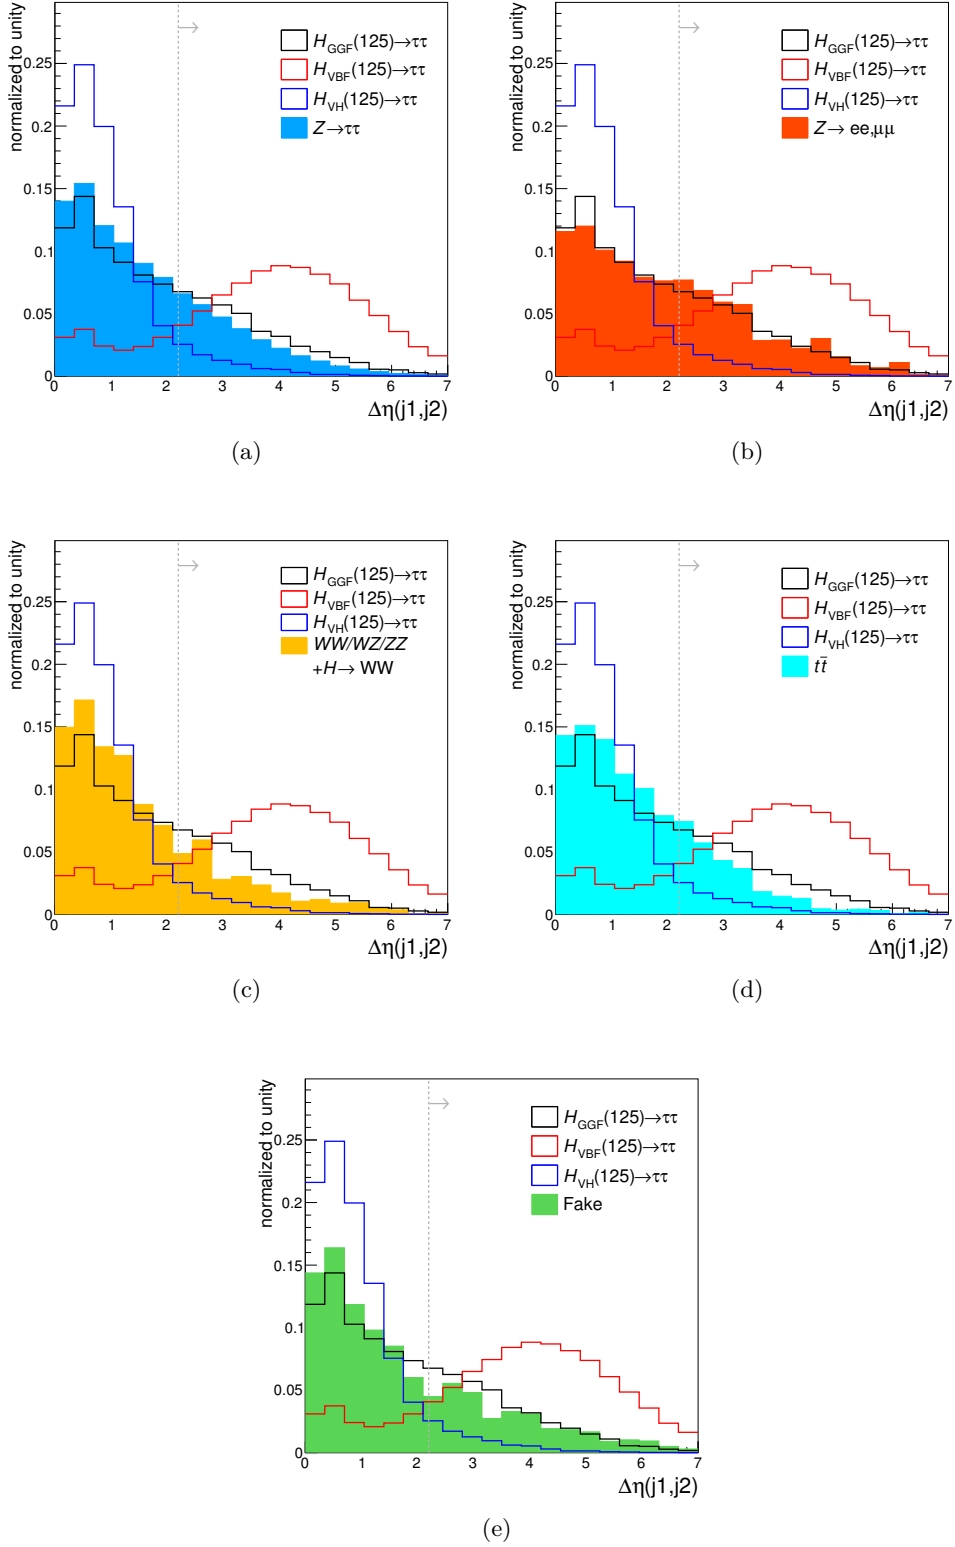 normalized to unity
0.25
0.2
0.15
0.1
0.05
0
H_GGF(125)→ττ
H_VBF(125)→ττ
H_VH(125)→ττ
Z→ττ
0 1 2 3 4 5 6 7
Δη(j1,j2)
(a)
normalized to unity
0.25
0.2
0.15
0.1
0.05
0
H_GGF(125)→ττ
H_VBF(125)→ττ
H_VH(125)→ττ
Z→ ee,μμ
0 1 2 3 4 5 6 7
Δη(j1,j2)
(b)
normalized to unity
0.25
0.2
0.15
0.1
0.05
0
H_GGF(125)→ττ
H_VBF(125)→ττ
H_VH(125)→ττ
WW/WZ/ZZ
+H→ WW
0 1 2 3 4 5 6 7
Δη(j1,j2)
(c)
normalized to unity
0.25
0.2
0.15
0.1
0.05
0
H_GGF(125)→ττ
H_VBF(125)→ττ
H_VH(125)→ττ
tt̄
0 1 2 3 4 5 6 7
Δη(j1,j2)
(d)
normalized to unity
0.25
0.2
0.15
0.1
0.05
0
H_GGF(125)→ττ
H_VBF(125)→ττ
H_VH(125)→ττ
Fake
0 1 2 3 4 5 6 7
Δη(j1,j2)
(e)